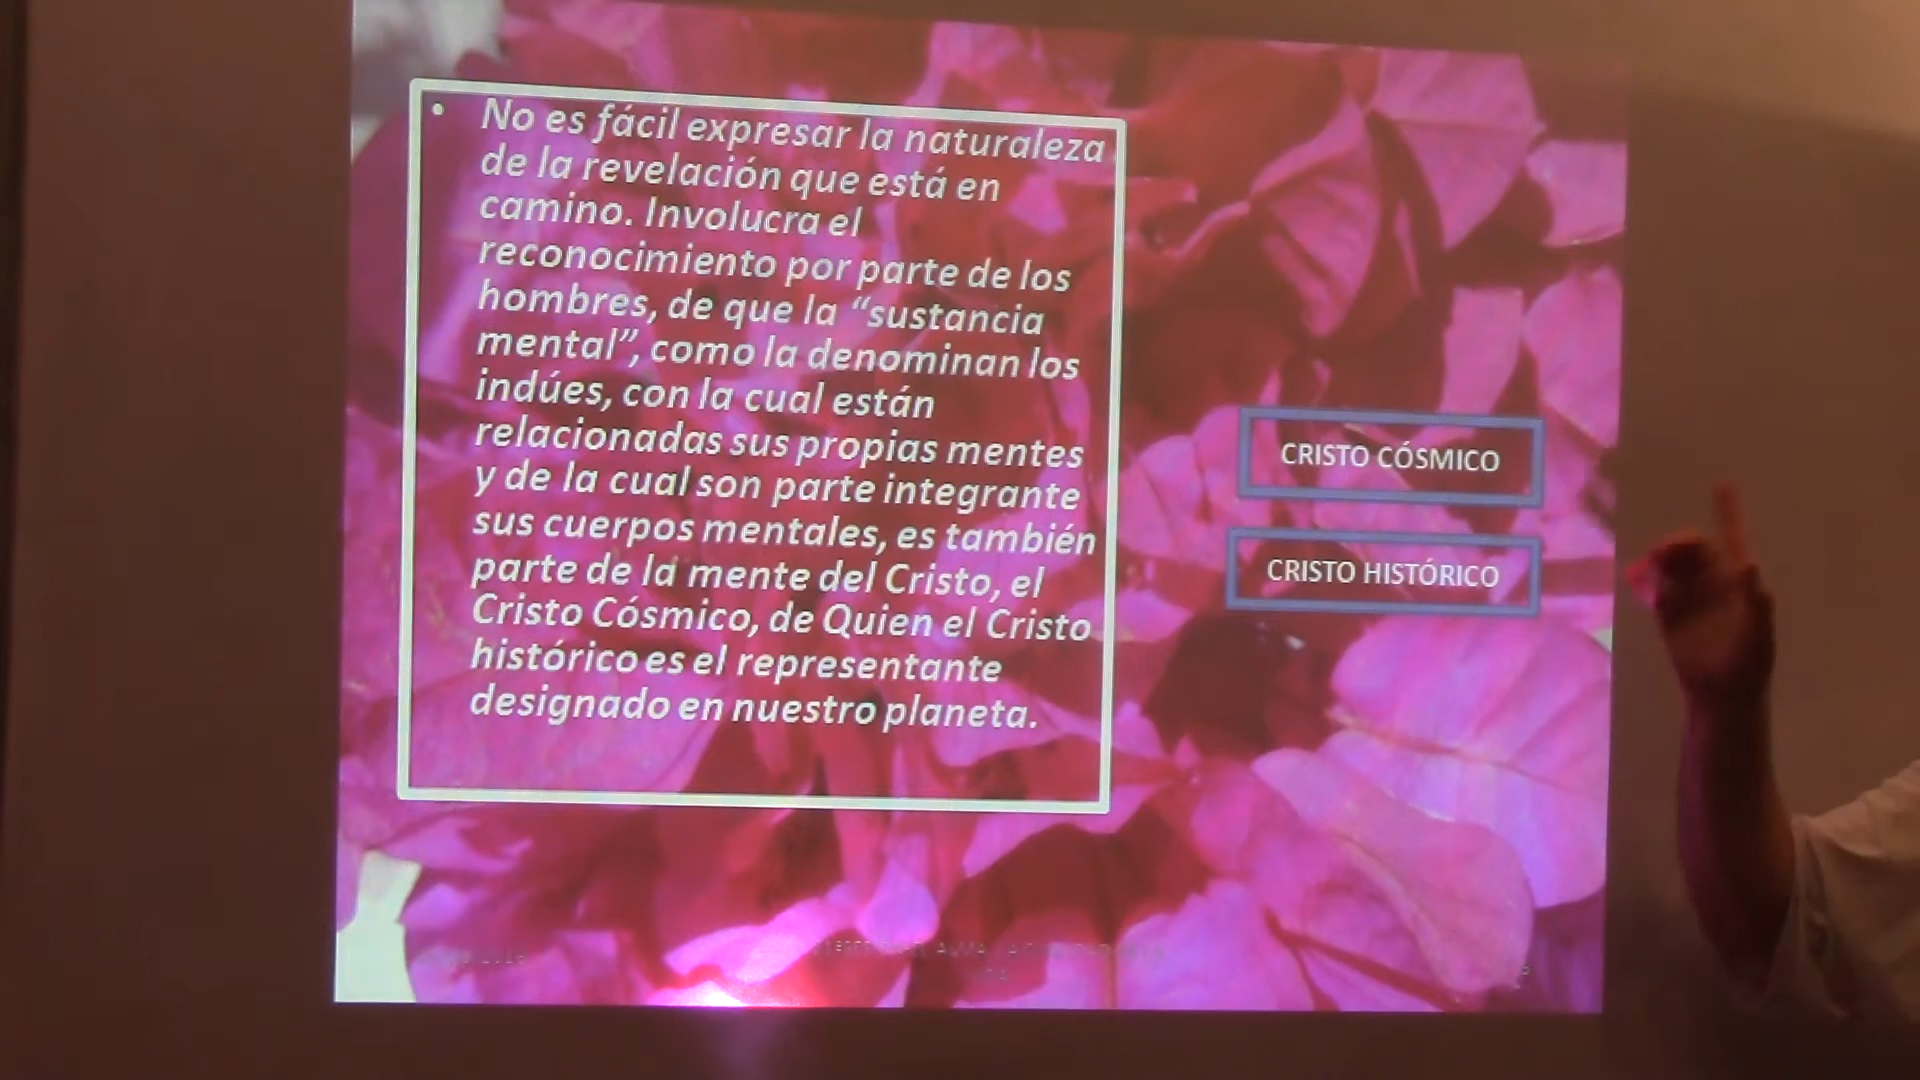 • No es fácil expresar la naturaleza
de la revelación que está en
camino. Involucra el
reconocimiento por parte de los
hombres, de que la “sustancia
mental”, como la denominan los
indúes, con la cual están
relacionadas sus propias mentes
y de la cual son parte integrante
sus cuerpos mentales, es también
parte de la mente del Cristo, el
Cristo Cósmico, de Quien el Cristo
histórico es el representante
designado en nuestro planeta.
CRISTO CÓSMICO
CRISTO HISTÓRICO